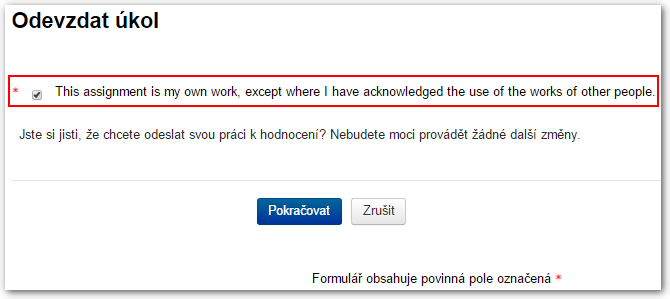 Odevzdat úkol
* This assignment is my own work, except where I have acknowledged the use of the works of other people.
Jste si jisti, že chcete odeslat svou práci k hodnocení? Nebudete moci provádět žádné další změny.
Pokračovat Zrušit
Formulář obsahuje povinná pole označená *